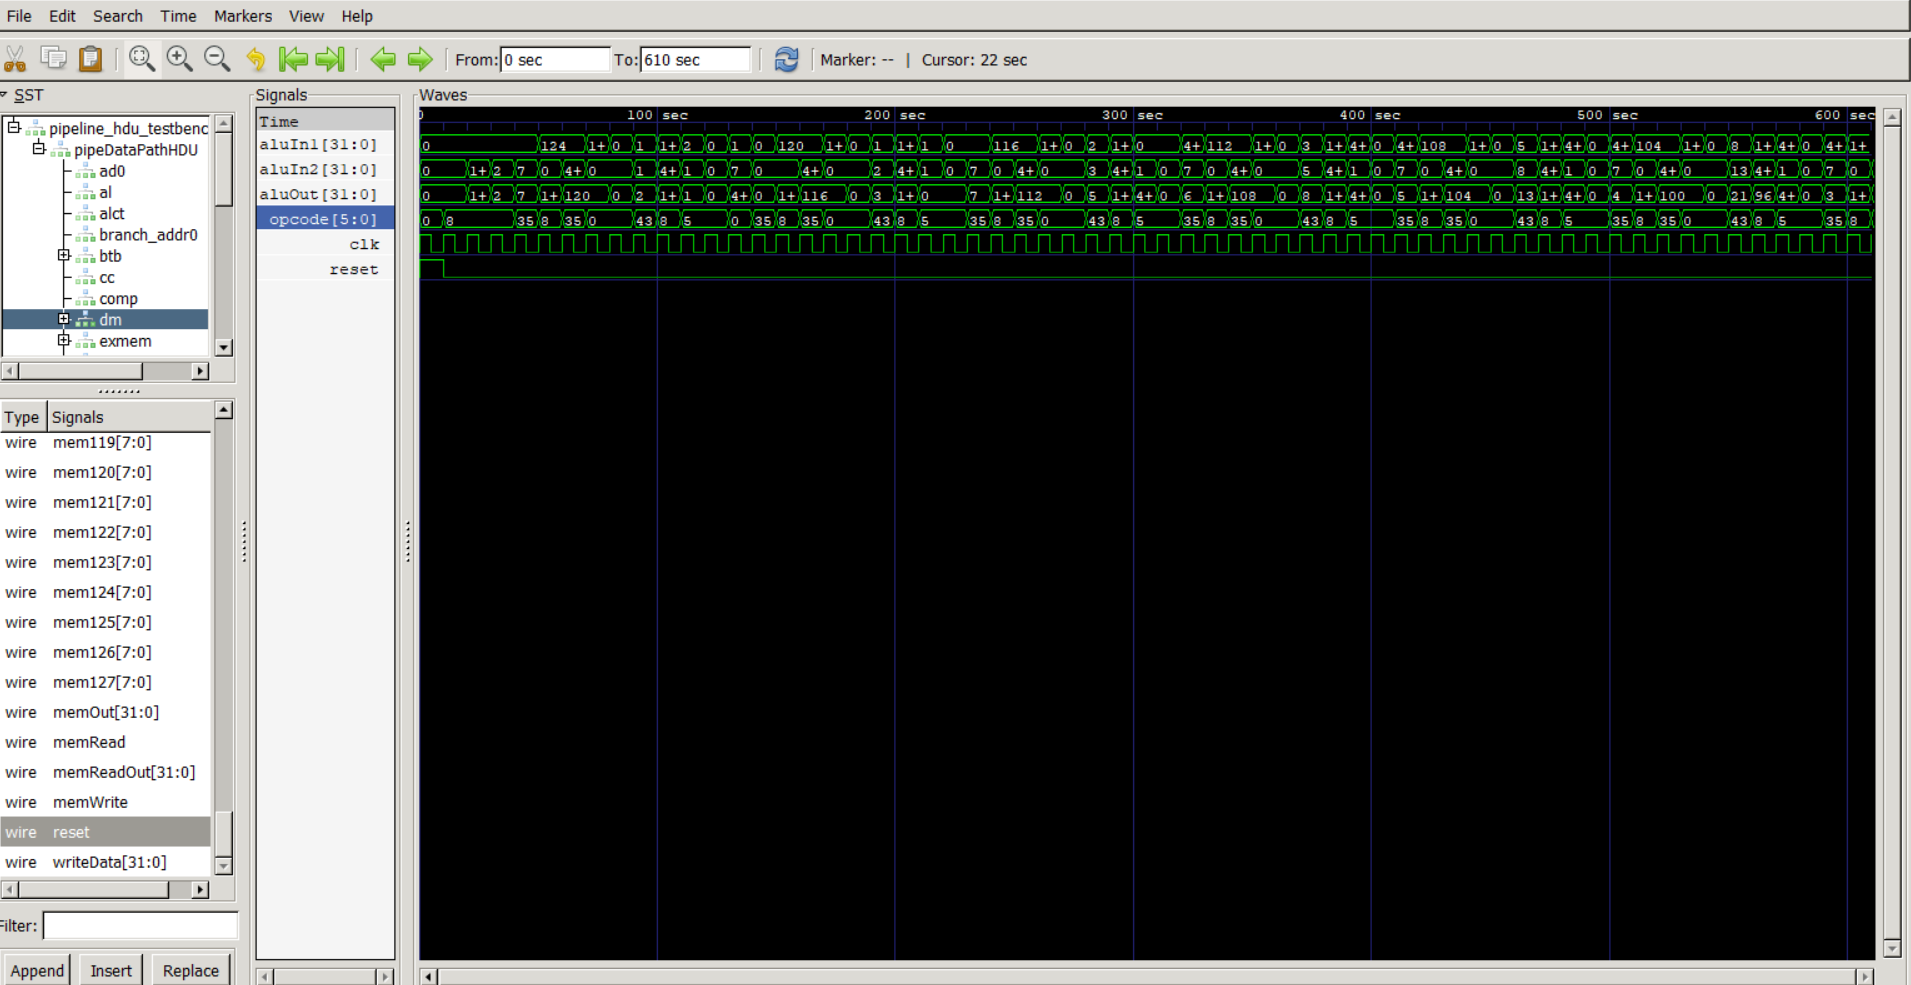 File Edit Search Time Markers View Help
From: 0 sec To: 610 sec Marker: -- | Cursor: 22 sec
SST
pipeline_hdu_testbenc
pipeDataPathHDU
ad0
al
alct
branch_addr0
btb
cc
comp
dm
exmem
Type Signals
wire mem119[7:0]
wire mem120[7:0]
wire mem121[7:0]
wire mem122[7:0]
wire mem123[7:0]
wire mem124[7:0]
wire mem125[7:0]
wire mem126[7:0]
wire mem127[7:0]
wire memOut[31:0]
wire memRead
wire memReadOut[31:0]
wire memWrite
wire reset
wire writeData[31:0]
Filter:
Append Insert Replace
Signals
Time
aluIn1[31:0]
aluIn2[31:0]
aluOut[31:0]
opcode[5:0]
clk
reset
Waves
100 sec 200 sec 300 sec 400 sec 500 sec 600 sec
0 124 1+ 0 1 1+ 2 0 1 0 120 1+ 0 1 1+ 1 0 116 1+ 0 2 1+ 0 4+ 112 1+ 0 3 1+ 4+ 0 4+ 108 1+ 0 5 1+ 4+ 0 4+ 104 1+ 0 8 1+ 4+ 0 4+ 1+
0 1+ 2 7 0 4+ 0 1 4+ 1 0 7 0 4+ 0 2 4+ 1 0 7 0 4+ 0 3 4+ 1 0 7 0 4+ 0 5 4+ 1 0 7 0 4+ 0 8 4+ 1 0 7 0 4+ 0 13 4+ 1 0 7 0
0 1+ 2 7 1+ 120 0 2 1+ 1 0 4+ 0 1+ 116 0 3 1+ 0 7 1+ 112 0 5 1+ 4+ 0 6 1+ 108 0 8 1+ 4+ 0 5 1+ 104 0 13 1+ 4+ 0 4 1+ 100 0 21 96 4+ 0 3 1+
0 8 35 8 35 0 43 8 5 0 35 8 35 0 43 8 5 35 8 35 0 43 8 5 35 8 35 0 43 8 5 35 8 35 0 43 8 5 35 8 35 0 43 8 5 35 8